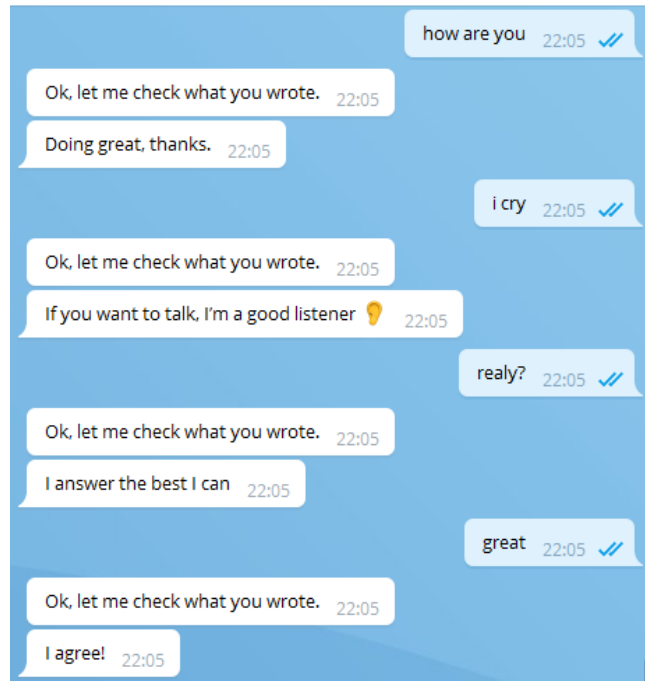 how are you 22:05
Ok, let me check what you wrote. 22:05
Doing great, thanks. 22:05
i cry 22:05
Ok, let me check what you wrote. 22:05
If you want to talk, I'm a good listener 👂 22:05
realy? 22:05
Ok, let me check what you wrote. 22:05
I answer the best I can 22:05
great 22:05
Ok, let me check what you wrote. 22:05
I agree! 22:05